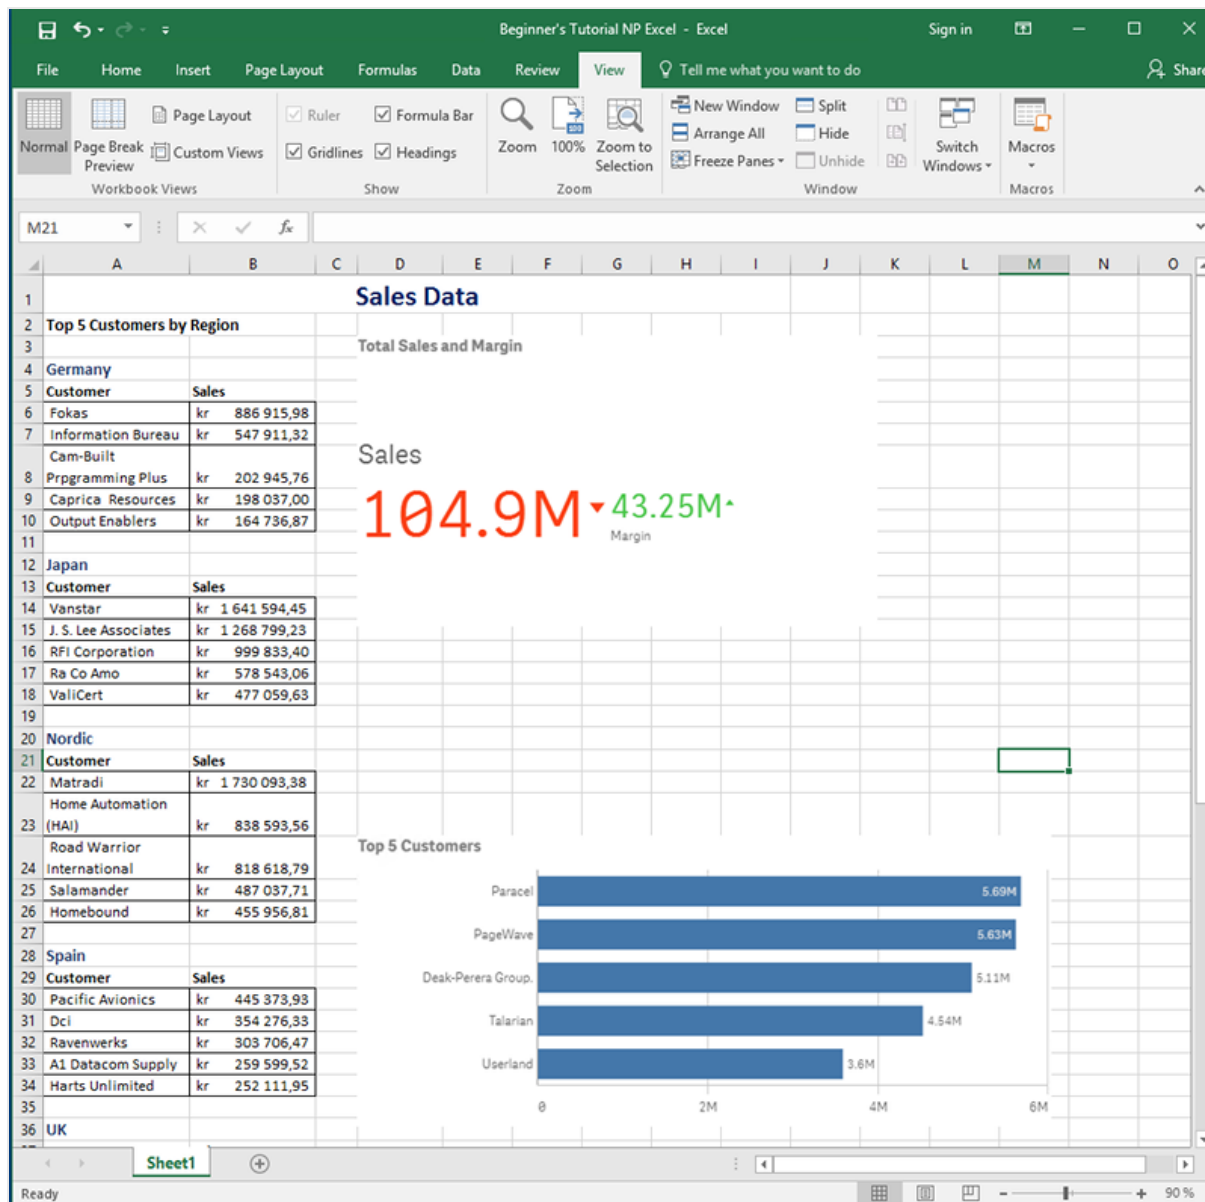 Beginner's Tutorial NP Excel - Excel
Sign in
File Home Insert Page Layout Formulas Data Review View Tell me what you want to do Share
Normal
Page Break Preview
Page Layout
Custom Views
Workbook Views
Ruler
Formula Bar
Gridlines
Headings
Show
Zoom
100%
Zoom to Selection
Zoom
New Window
Arrange All
Freeze Panes
Split
Hide
Unhide
Window
Switch Windows
Macros
Macros
M21
fx
A B C D E F G H I J K L M N O
1 Sales Data
2 Top 5 Customers by Region
3
4 Germany
5 Customer Sales
6 Fokas kr 886 915,98
7 Information Bureau kr 547 911,32
Cam-Built
8 Prpgramming Plus kr 202 945,76
9 Caprica Resources kr 198 037,00
10 Output Enablers kr 164 736,87
11
12 Japan
13 Customer Sales
14 Vanstar kr 1 641 594,45
15 J. S. Lee Associates kr 1 268 799,23
16 RFI Corporation kr 999 833,40
17 Ra Co Amo kr 578 543,06
18 ValiCert kr 477 059,63
19
20 Nordic
21 Customer Sales
22 Matradi kr 1 730 093,38
Home Automation
23 (HAI) kr 838 593,56
Road Warrior
24 International kr 818 618,79
25 Salamander kr 487 037,71
26 Homebound kr 455 956,81
27
28 Spain
29 Customer Sales
30 Pacific Avionics kr 445 373,93
31 Dci kr 354 276,33
32 Ravenwerks kr 303 706,47
33 A1 Datacom Supply kr 259 599,52
34 Harts Unlimited kr 252 111,95
35
36 UK
Total Sales and Margin
Sales
104.9M 43.25M
Margin
Top 5 Customers
Paracel 5.69M
PageWave 5.63M
Deak-Perera Group. 5.11M
Talarian 4.54M
Userland 3.6M
0 2M 4M 6M
Sheet1
Ready
90 %